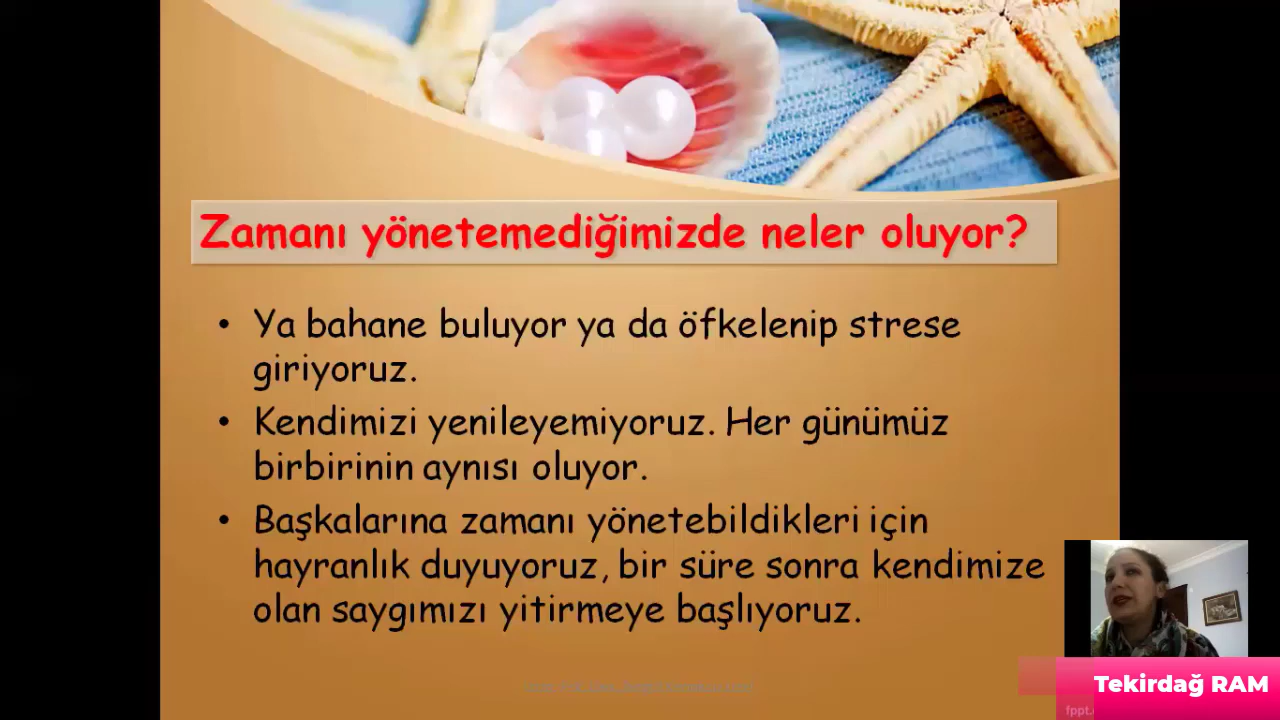 Zamanı yönetemediğimizde neler oluyor?
• Ya bahane buluyor ya da öfkelenip strese
giriyoruz.
• Kendimizi yenileyemiyoruz. Her günümüz
birbirinin aynısı oluyor.
• Başkalarına zamanı yönetebildikleri için
hayranlık duyuyoruz, bir süre sonra kendimize
olan saygımızı yitirmeye başlıyoruz.
Tekirdağ RAM